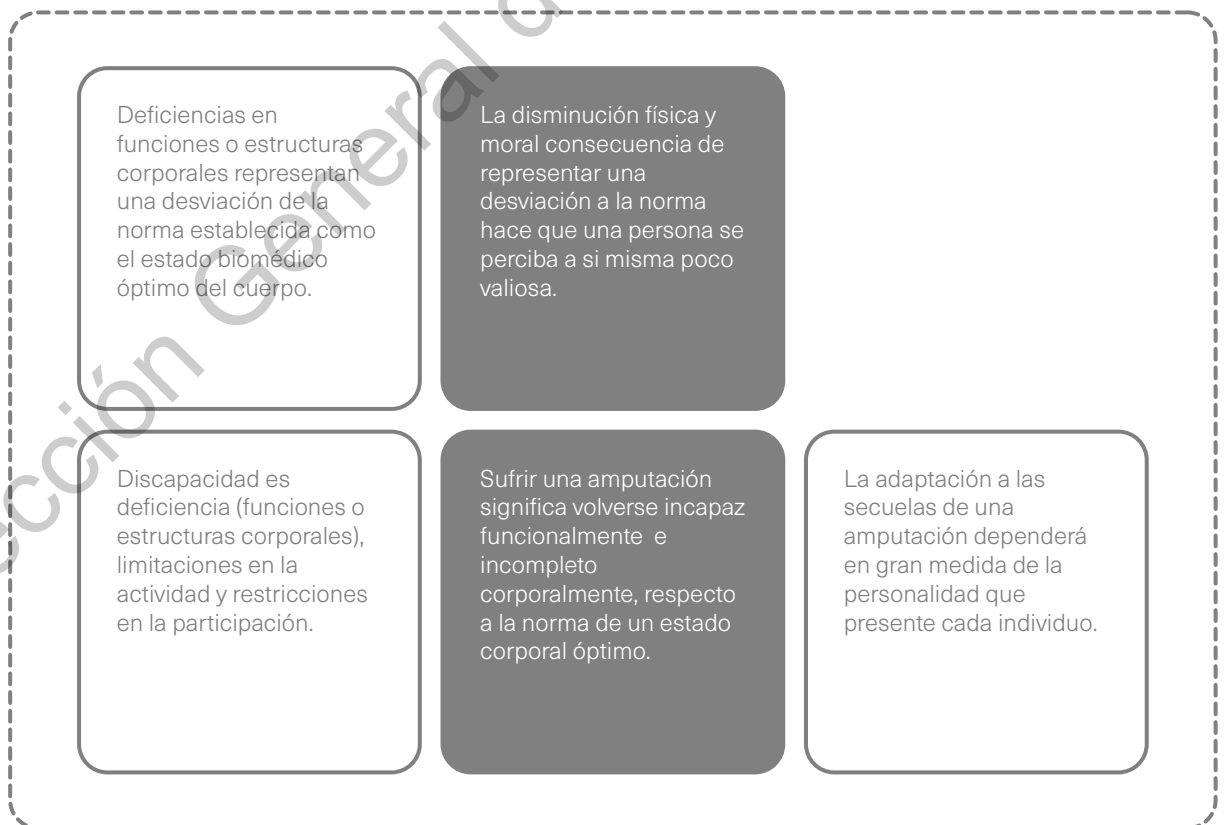 Deficiencias en
funciones o estructuras
corporales representan
una desviación de la
norma establecida como
el estado biomédico
óptimo del cuerpo.
La disminución física y
moral consecuencia de
representar una
desviación a la norma
hace que una persona se
perciba a si misma poco
valiosa.
Discapacidad es
deficiencia (funciones o
estructuras corporales),
limitaciones en la
actividad y restricciones
en la participación.
Sufrir una amputación
significa volverse incapaz
funcionalmente e
incompleto
corporalmente, respecto
a la norma de un estado
corporal óptimo.
La adaptación a las
secuelas de una
amputación dependerá
en gran medida de la
personalidad que
presente cada individuo.
General